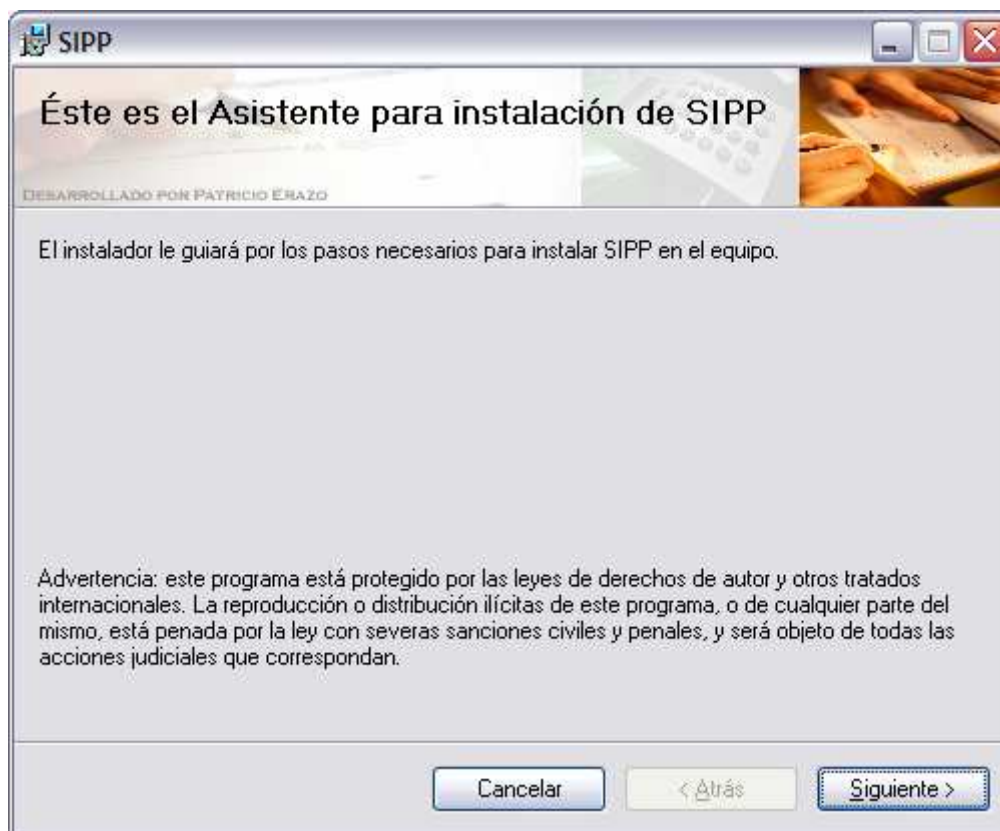 SIPP
Éste es el Asistente para instalación de SIPP
DESARROLLADO POR PATRICIO ERAZO
El instalador le guiará por los pasos necesarios para instalar SIPP en el equipo.
Advertencia: este programa está protegido por las leyes de derechos de autor y otros tratados
internacionales. La reproducción o distribución ilícitas de este programa, o de cualquier parte del
mismo, está penada por la ley con severas sanciones civiles y penales, y será objeto de todas las
acciones judiciales que correspondan.
Cancelar
< Atrás
Siguiente >